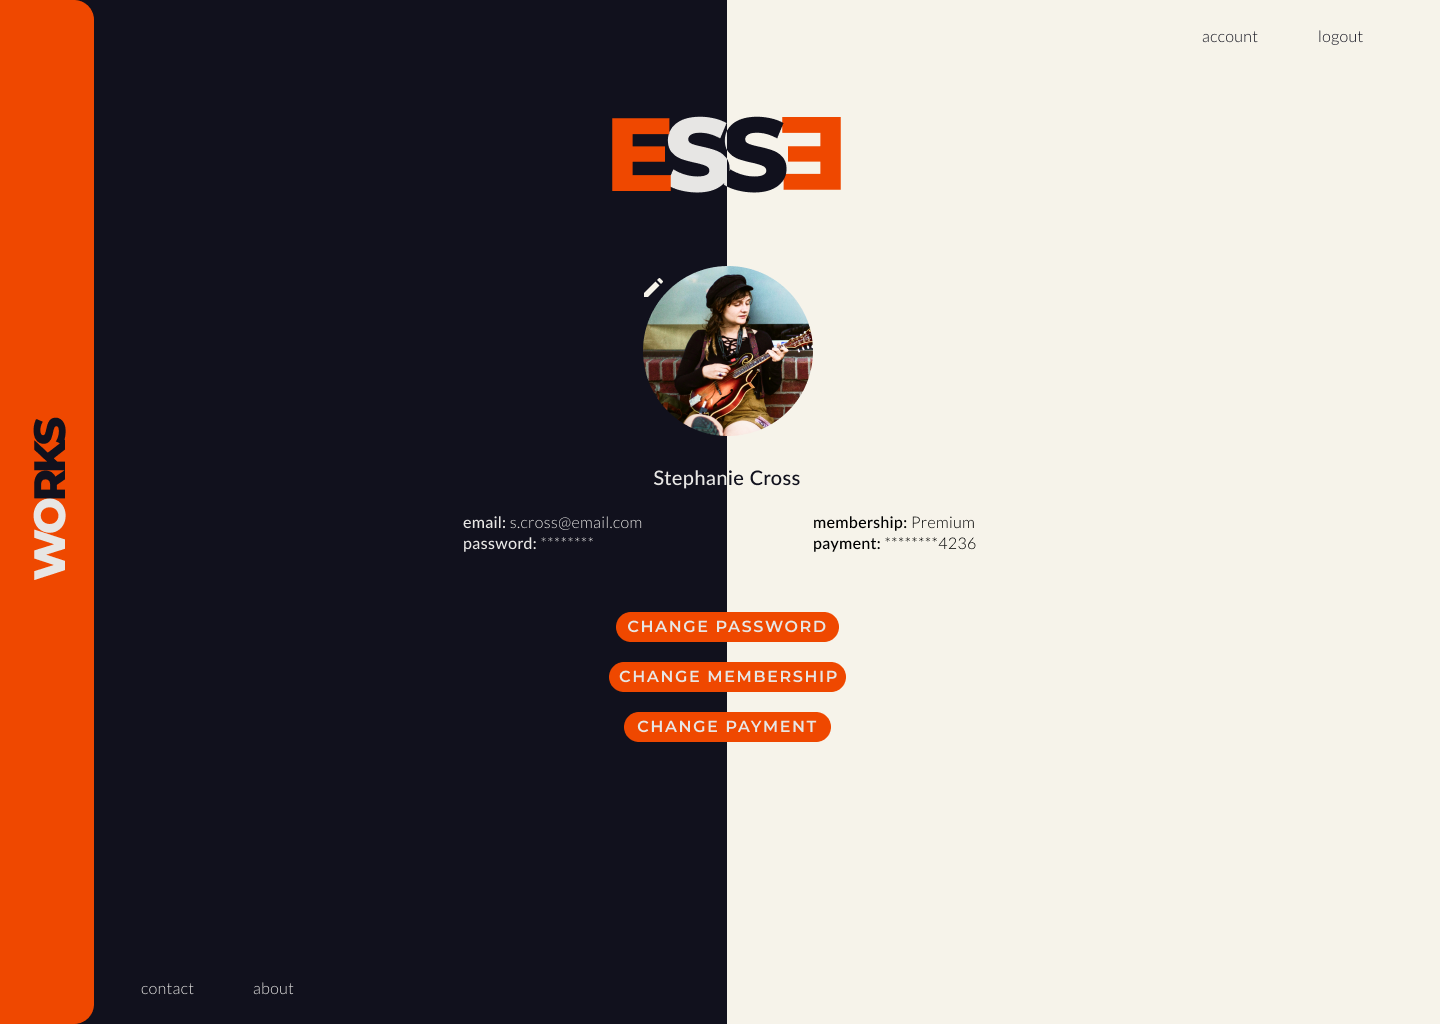 account logout
ESSE
WORKS
Stephanie Cross
email: s.cross@email.com
password: ********
membership: Premium
payment: ********4236
CHANGE PASSWORD
CHANGE MEMBERSHIP
CHANGE PAYMENT
contact about